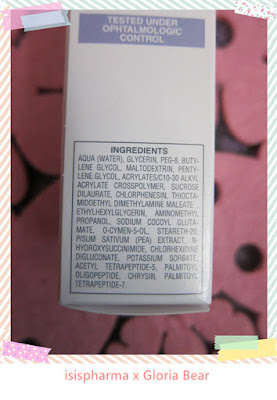 TESTED UNDER
OPHTALMOLOGIC
CONTROL
INGREDIENTS
AQUA (WATER), GLYCERIN, PEG-8, BUTY-
LENE GLYCOL, MALTODEXTRIN, PENTY-
LENE GLYCOL, ACRYLATES/C10-30 ALKYL
ACRYLATE CROSSPOLYMER, SUCROSE
DILAURATE, CHLORPHENESIN, THIOCTA-
MIDOETHYL DIMETHYLAMINE MALEATE,
ETHYLHEXYLGLYCERIN, AMINOMETHYL
PROPANOL, SODIUM COCOYL GLUTA-
MATE, O-CYMEN-5-OL, STEARETH-20,
PISUM SATIVUM (PEA) EXTRACT, N-
HYDROXYSUCCINIMIDE, CHLORHEXIDINE
DIGLUCONATE, POTASSIUM SORBATE,
ACETYL TETRAPEPTIDE-5, PALMITOYL
OLIGOPEPTIDE, CHRYSIN, PALMITOYL
TETRAPEPTIDE-7.
isispharma x Gloria Bear